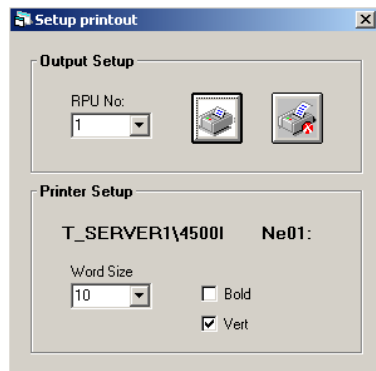 Setup printout
Output Setup
RPU No:
1
Printer Setup
T_SERVER1\4500I Ne01:
Word Size
10
Bold
Vert